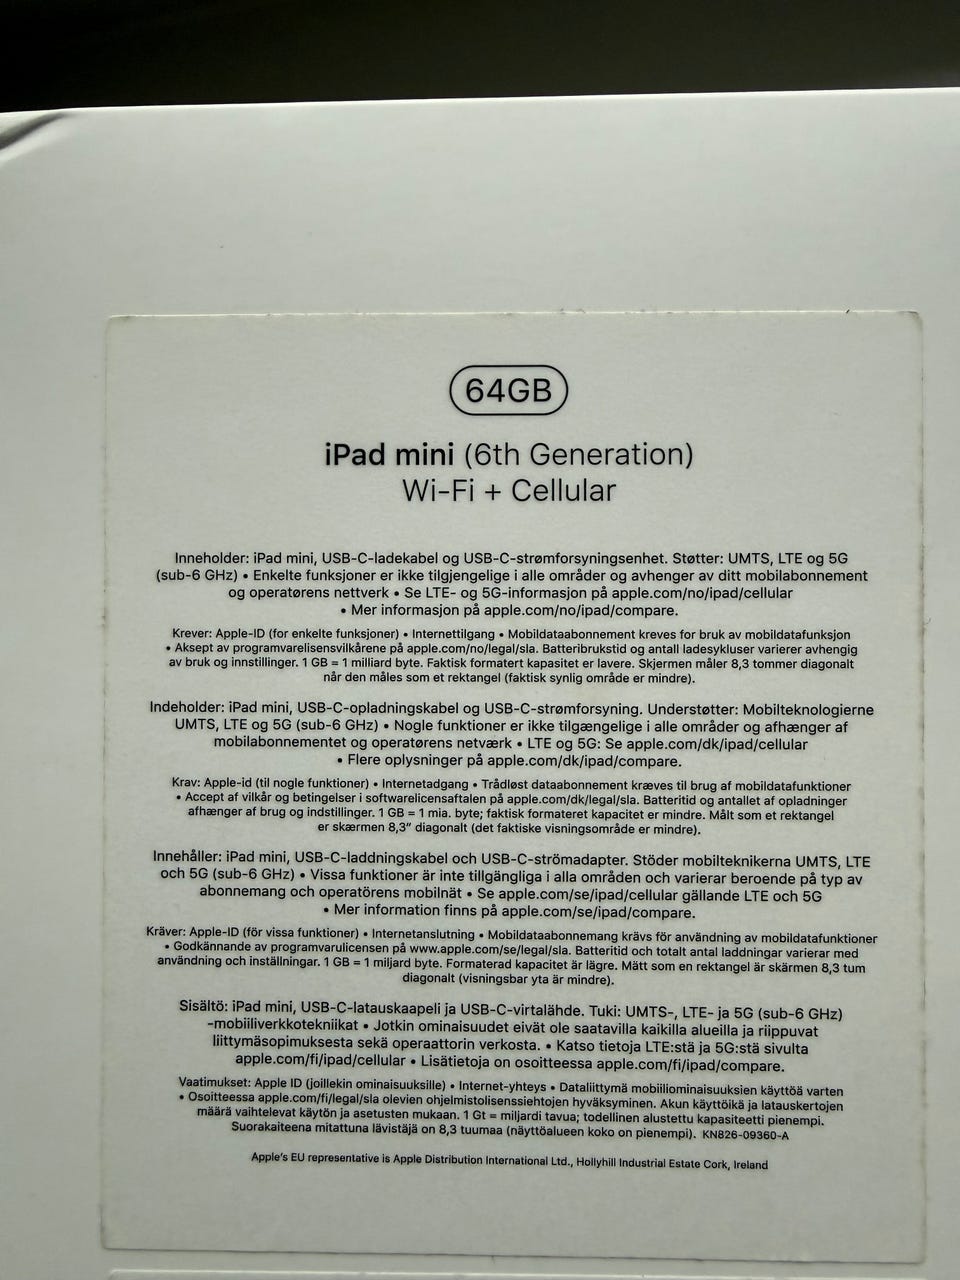 64GB
iPad mini (6th Generation)
Wi-Fi + Cellular
Inneholder: iPad mini, USB-C-ladekabel og USB-C-strømforsyningsenhet. Støtter: UMTS, LTE og 5G
(sub-6 GHz) • Enkelte funksjoner er ikke tilgjengelige i alle områder og avhenger av ditt mobilabonnement
og operatørens nettverk • Se LTE- og 5G-informasjon på apple.com/no/ipad/cellular
• Mer informasjon på apple.com/no/ipad/compare.
Krever: Apple-ID (for enkelte funksjoner) • Internettilgang • Mobildataabonnement kreves for bruk av mobildatafunksjon
• Aksept av programvarelisensvilkårene på apple.com/no/legal/sla. Batteribrukstid og antall ladesykluser varierer avhengig
av bruk og innstillinger. 1 GB = 1 milliard byte. Faktisk formatert kapasitet er lavere. Skjermen måler 8,3 tommer diagonalt
når den måles som et rektangel (faktisk synlig område er mindre).
Indeholder: iPad mini, USB-C-opladningskabel og USB-C-strømforsyning. Understøtter: Mobilteknologierne
UMTS, LTE og 5G (sub-6 GHz) • Nogle funktioner er ikke tilgængelige i alle områder og afhænger af
mobilabonnementet og operatørens netværk • LTE og 5G: Se apple.com/dk/ipad/cellular
• Flere oplysninger på apple.com/dk/ipad/compare.
Krav: Apple-id (til nogle funktioner) • Internetadgang • Trådløst dataabonnement kræves til brug af mobildatafunktioner
• Accept af vilkår og betingelser i softwarelicensaftalen på apple.com/dk/legal/sla. Batteritid og antallet af opladninger
afhænger af brug og indstillinger. 1 GB = 1 mia. byte; faktisk formateret kapacitet er mindre. Målt som et rektangel
er skærmen 8,3″ diagonalt (det faktiske visningsområde er mindre).
Innehåller: iPad mini, USB-C-laddningskabel och USB-C-strömadapter. Stöder mobilteknikerna UMTS, LTE
och 5G (sub-6 GHz) • Vissa funktioner är inte tillgängliga i alla områden och varierar beroende på typ av
abonnemang och operatörens mobilnät • Se apple.com/se/ipad/cellular gällande LTE och 5G
• Mer information finns på apple.com/se/ipad/compare.
Kräver: Apple-ID (för vissa funktioner) • Internetanslutning • Mobildataabonnemang krävs för användning av mobildatafunktioner
• Godkännande av programvarulicensen på www.apple.com/se/legal/sla. Batteritid och totalt antal laddningar varierar med
användning och inställningar. 1 GB = 1 miljard byte. Formaterad kapacitet är lägre. Mätt som en rektangel är skärmen 8,3 tum
diagonalt (visningsbar yta är mindre).
Sisältö: iPad mini, USB-C-latauskaapeli ja USB-C-virtalähde. Tuki: UMTS-, LTE- ja 5G (sub-6 GHz)
-mobiiliverkkotekniikat • Jotkin ominaisuudet eivät ole saatavilla kaikilla alueilla ja riippuvat
liittymäsopimuksesta sekä operaattorin verkosta. • Katso tietoja LTE:stä ja 5G:stä sivulta
apple.com/fi/ipad/cellular • Lisätietoja on osoitteessa apple.com/fi/ipad/compare.
Vaatimukset: Apple ID (joillekin ominaisuuksille) • Internet-yhteys • Dataliittymä mobiiliominaisuuksien käyttöä varten
• Osoitteessa apple.com/fi/legal/sla olevien ohjelmistolisenssiehtojen hyväksyminen. Akun käyttöikä ja latauskertojen
määrä vaihtelevat käytön ja asetusten mukaan. 1 Gt = miljardi tavua; todellinen alustettu kapasiteetti pienempi.
Suorakaiteena mitattuna lävistäjä on 8,3 tuumaa (näyttöalueen koko on pienempi). KN826-09360-A
Apple's EU representative is Apple Distribution International Ltd., Hollyhill Industrial Estate Cork, Ireland